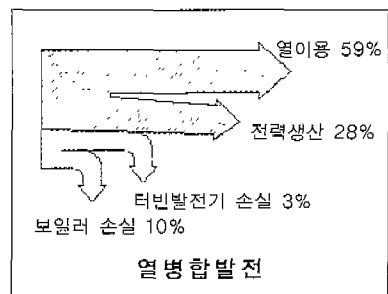 열이용 59%
전력생산 28%
터빈발전기 손실 3%
보일러 손실 10%
열병합발전